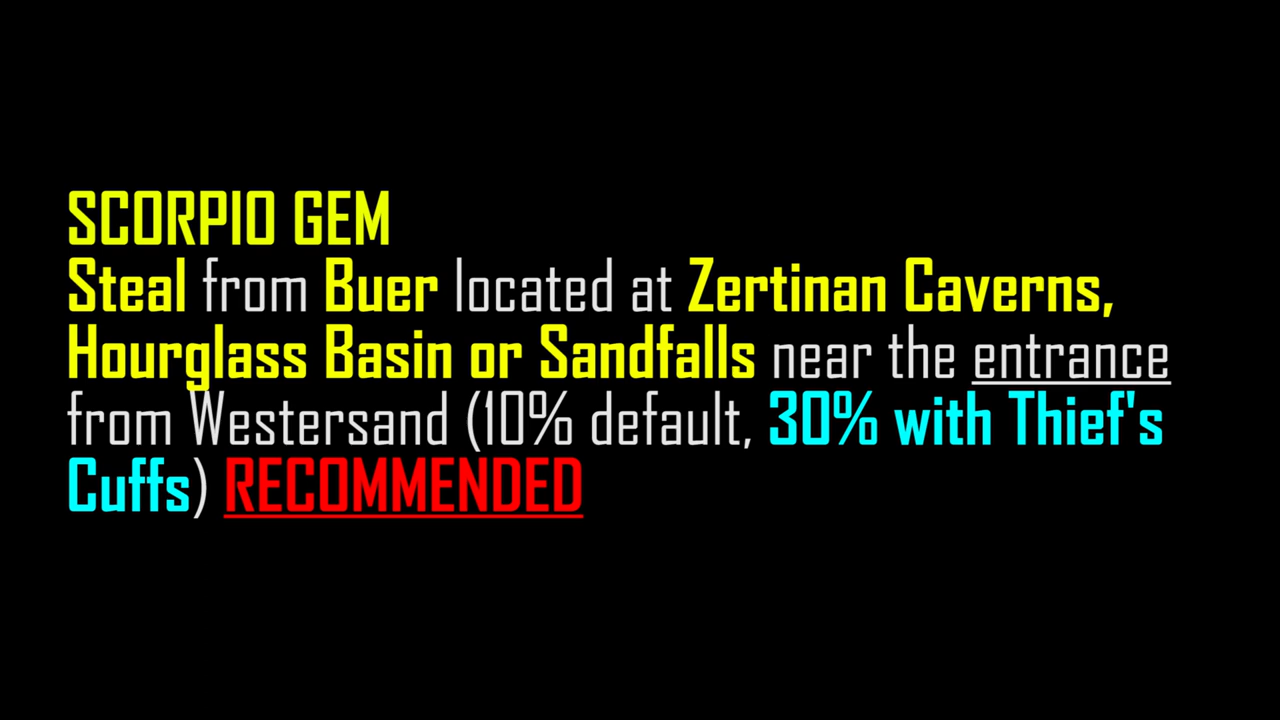 SCORPIO GEM
Steal from Buer located at Zertinan Caverns,
Hourglass Basin or Sandfalls near the entrance
from Westersand (10% default, 30% with Thief's
Cuffs) RECOMMENDED